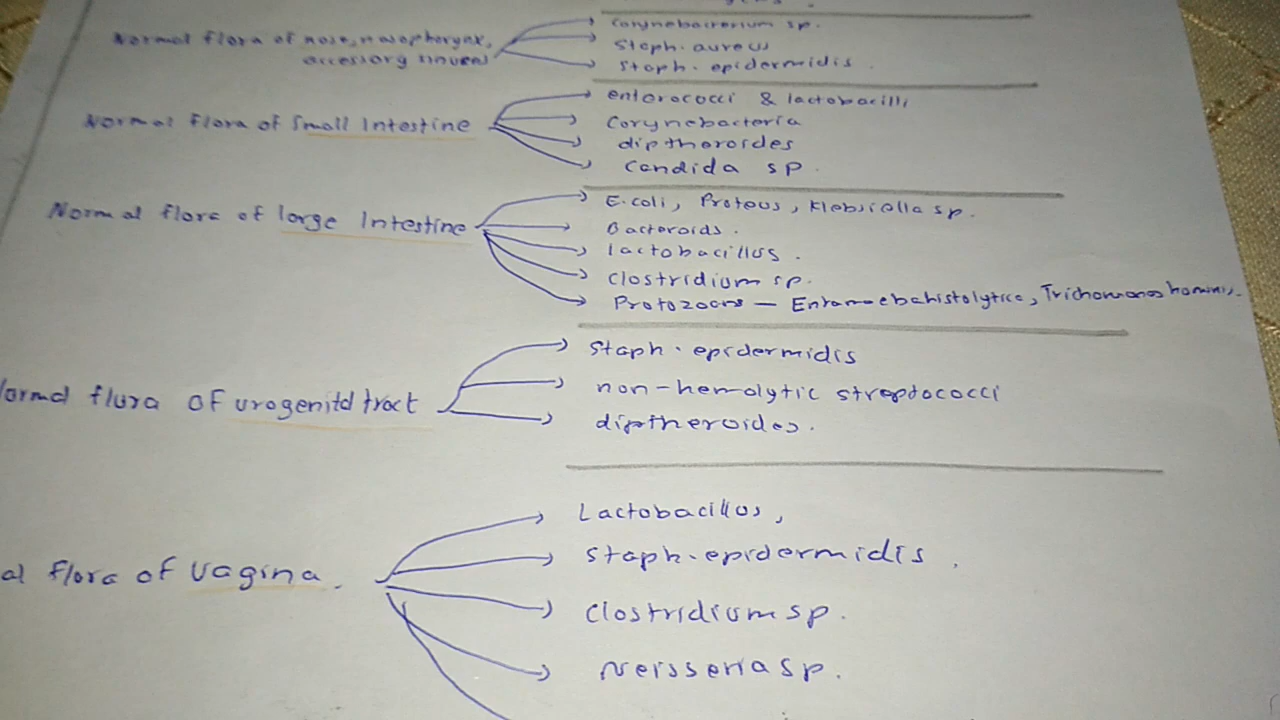 Corynebacterium sp.
Normal flora of nose, nasopharynx,
accessory sinuses
Staph. aureus
Staph. epidermidis.
Normal flora of Small Intestine
enterococci & lactobacilli
Corynebacteria
diptheroides
Candida sp.
Normal flora of large Intestine
E.coli, Proteus, Klebsiella sp.
Bacteroids.
lactobacillus.
Clostridium sp.
Protozoans — Entamoebahistolytica, Trichomonas hominis.
Normal flora of urogenital tract
Staph. epidermidis
non-hemolytic streptococci
diptheroides.
al flora of vagina.
Lactobacillus,
Staph. epidermidis.
Clostridium sp.
Neisseria sp.